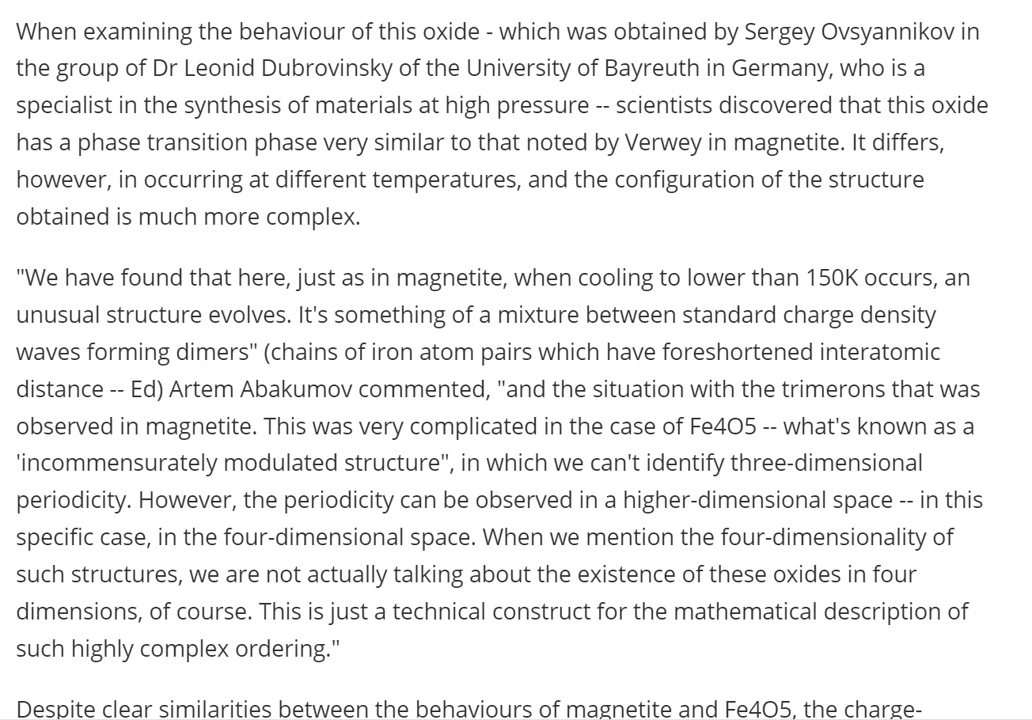 When examining the behaviour of this oxide - which was obtained by Sergey Ovsyannikov in
the group of Dr Leonid Dubrovinsky of the University of Bayreuth in Germany, who is a
specialist in the synthesis of materials at high pressure -- scientists discovered that this oxide
has a phase transition phase very similar to that noted by Verwey in magnetite. It differs,
however, in occurring at different temperatures, and the configuration of the structure
obtained is much more complex.
"We have found that here, just as in magnetite, when cooling to lower than 150K occurs, an
unusual structure evolves. It's something of a mixture between standard charge density
waves forming dimers" (chains of iron atom pairs which have foreshortened interatomic
distance -- Ed) Artem Abakumov commented, "and the situation with the trimerons that was
observed in magnetite. This was very complicated in the case of Fe4O5 -- what's known as a
'incommensurately modulated structure", in which we can't identify three-dimensional
periodicity. However, the periodicity can be observed in a higher-dimensional space -- in this
specific case, in the four-dimensional space. When we mention the four-dimensionality of
such structures, we are not actually talking about the existence of these oxides in four
dimensions, of course. This is just a technical construct for the mathematical description of
such highly complex ordering."
Despite clear similarities between the behaviours of magnetite and Fe4O5, the charge-